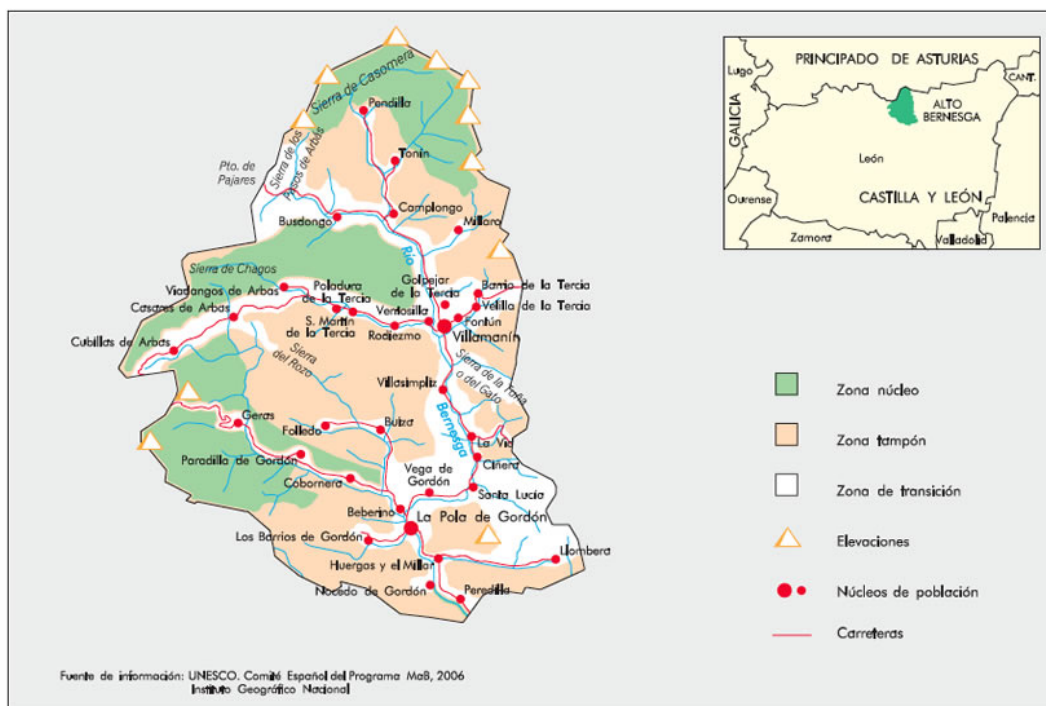 Sierra de Casomera
Pendilla
Tonín
Sierra de los
Pasos de Arbás
Pto. de
Pajares
Busdongo
Camplongo
Millaro
Río
Sierra de Chagos
Viadangos de Arbas
Poladura
de la Tercia
Golpejar
de la Tercia
Barrio de la Tercia
Velilla de la Tercia
Casares de Arbas
S. Martín
de la Tercia
Ventosilla
Fontún
Rodiezmo
Villamanín
Cubillas de Arbas
Sierra
del Rozo
Sierra de la Tuña
o del Gato
Villasimpliz
Bernesga
Geras
Folledo
Buiza
La Vid
Ciñera
Paradilla de Gordón
Vega de
Gordón
Cobornera
Santa Lucía
Beberino
La Pola de Gordón
Los Barrios de Gordón
Huergas y el Millar
Llombera
Nocedo de Gordón
Peredilla
PRINCIPADO DE ASTURIAS
Lugo
CANT.
GALICIA
ALTO
BERNESGA
León
CASTILLA Y LEÓN
Ourense
Palencia
Zamora
Valladolid
Zona núcleo
Zona tampón
Zona de transición
Elevaciones
Núcleos de población
Carreteras
Fuente de información: UNESCO. Comité Español del Programa MaB, 2006
Instituto Geográfico Nacional